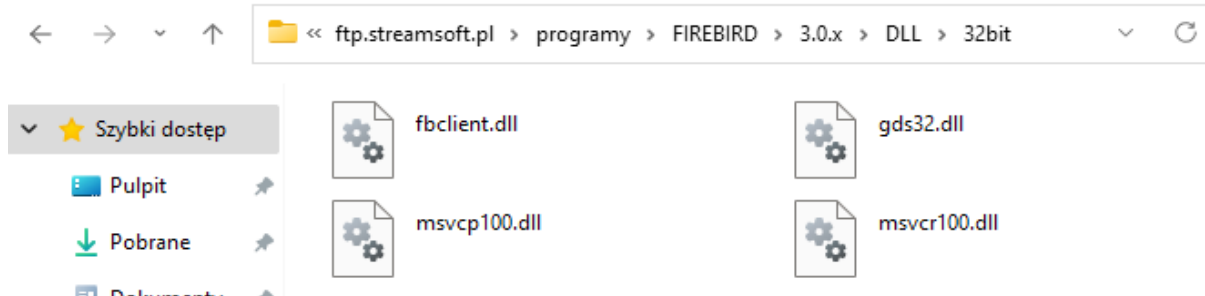 « ftp.streamsoft.pl > programy > FIREBIRD > 3.0.x > DLL > 32bit
Szybki dostęp
Pulpit
Pobrane
Dokumenty
fbclient.dll
gds32.dll
msvcp100.dll
msvcr100.dll